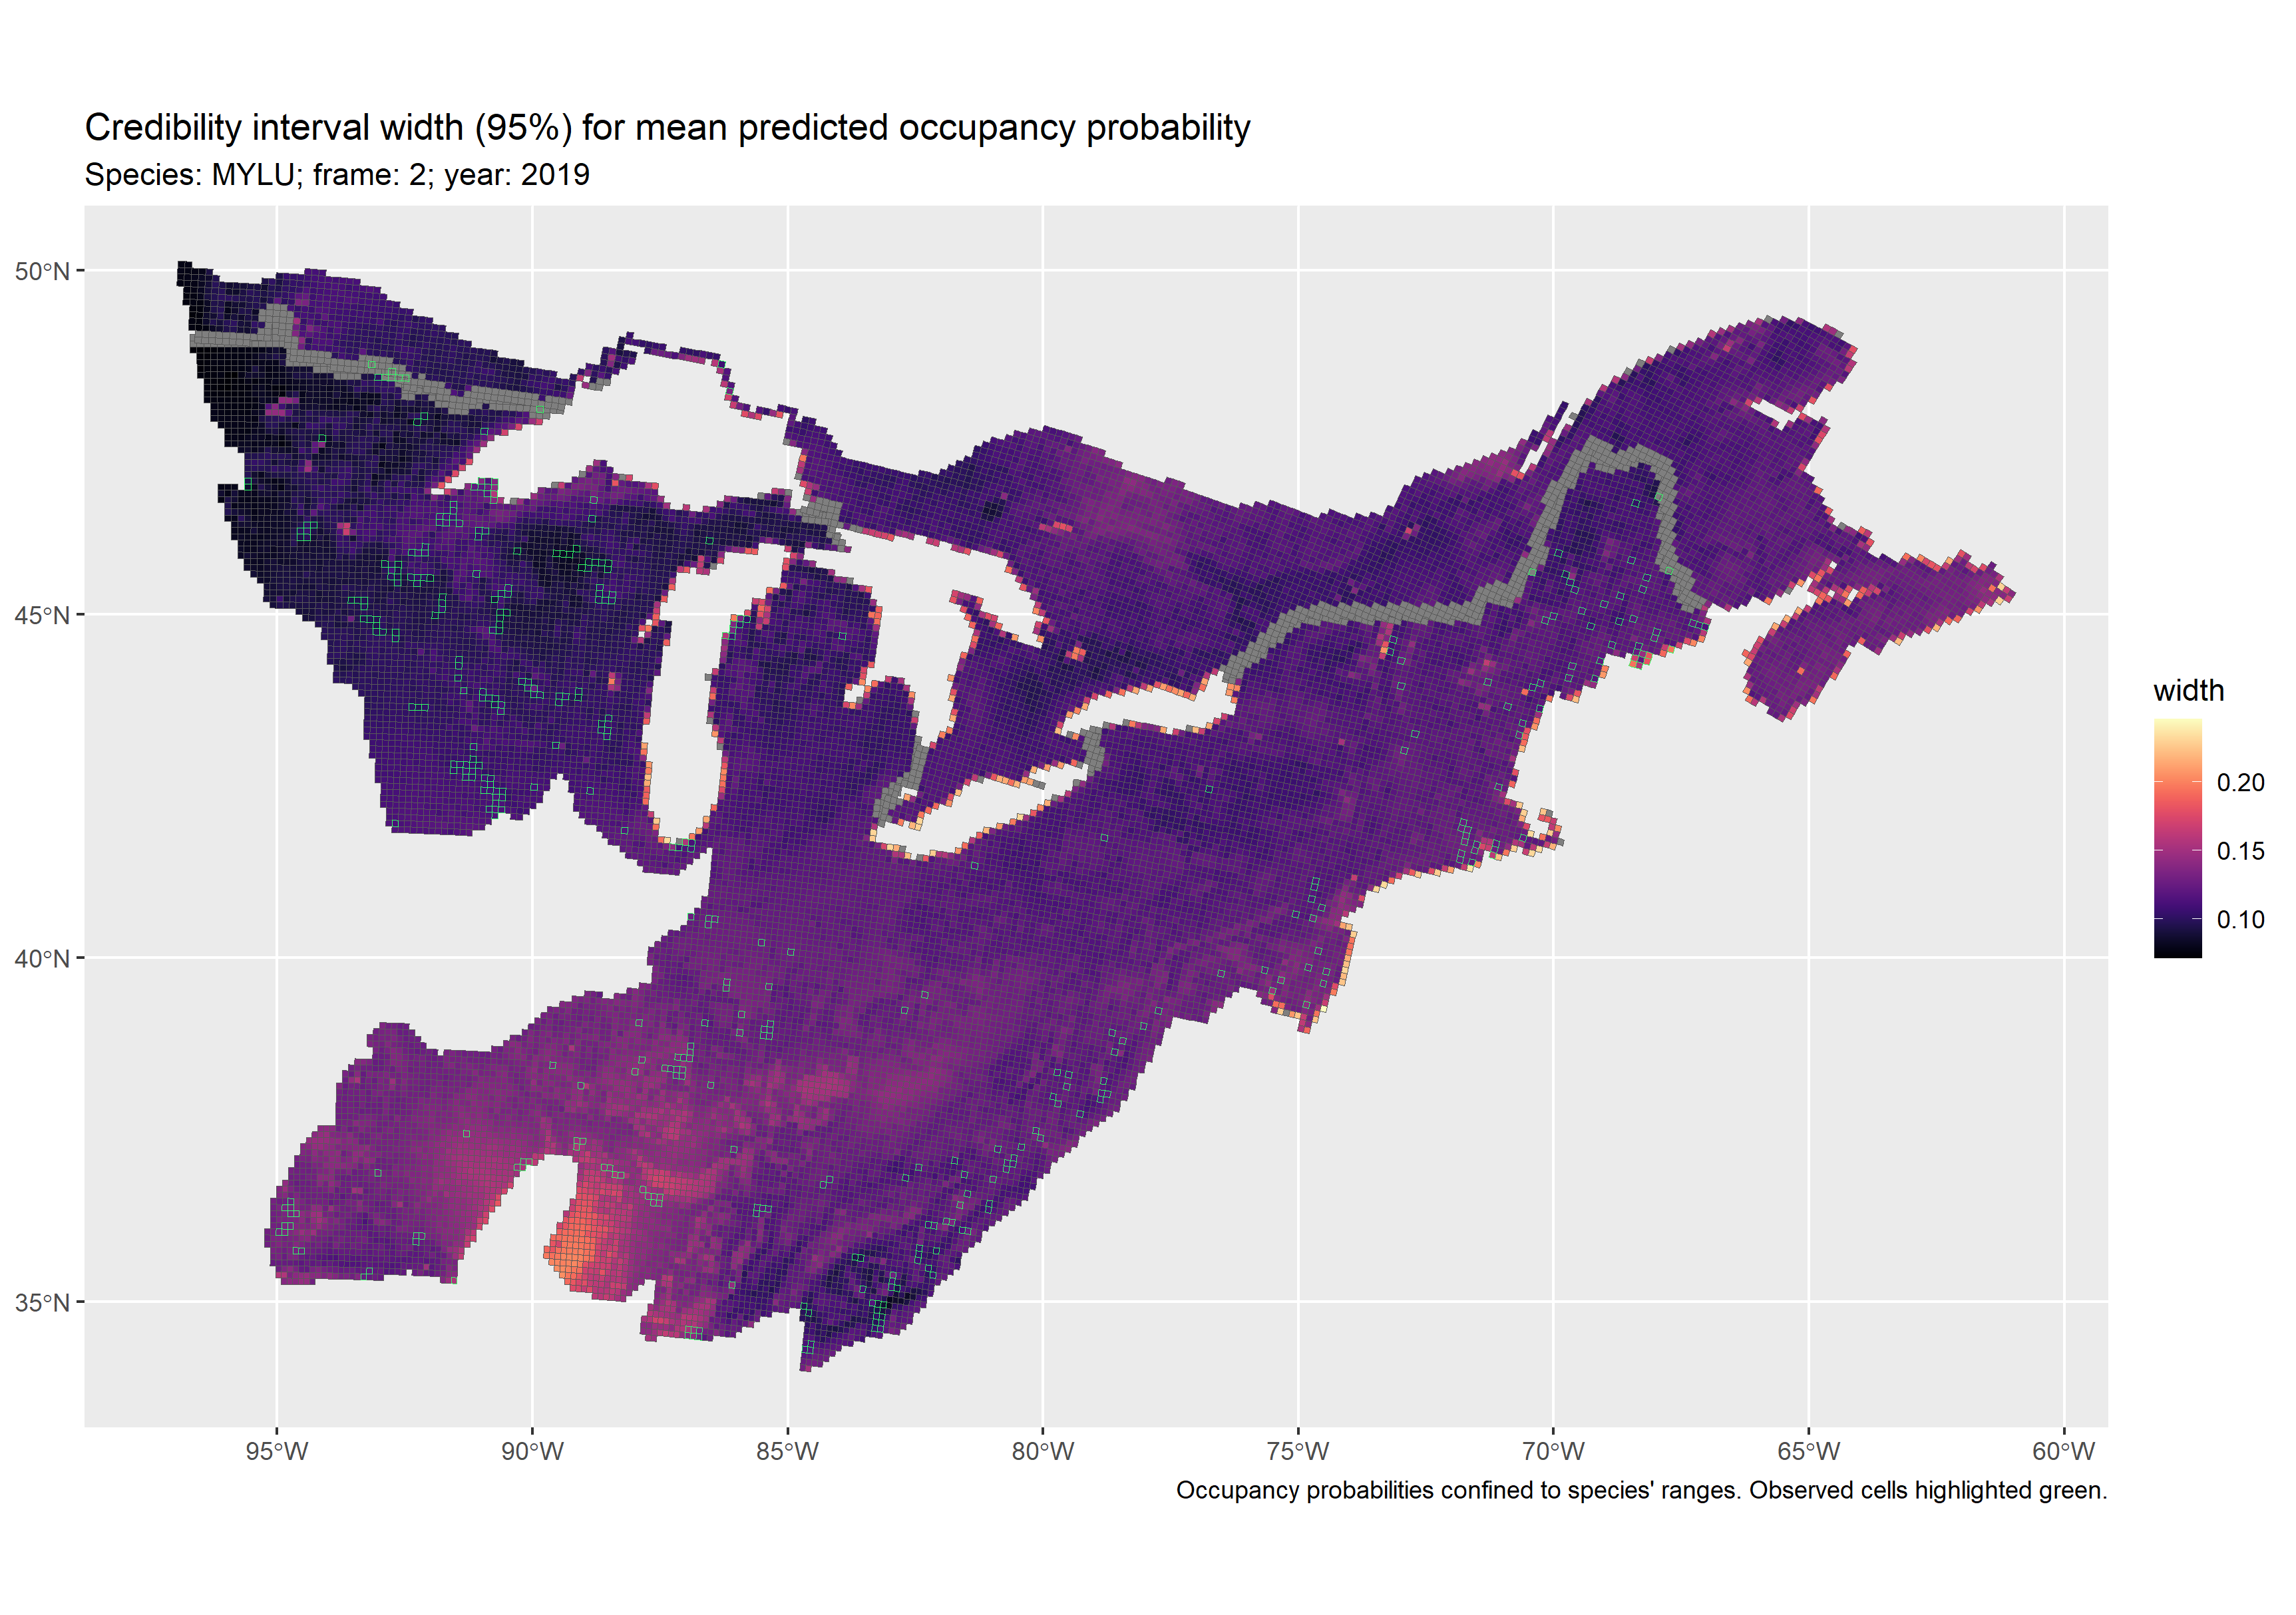 Credibility interval width (95%) for mean predicted occupancy probability
Species: MYLU; frame: 2; year: 2019
50°N
45°N
40°N
35°N
95°W
90°W
85°W
80°W
75°W
70°W
65°W
60°W
width
0.20
0.15
0.10
Occupancy probabilities confined to species' ranges. Observed cells highlighted green.